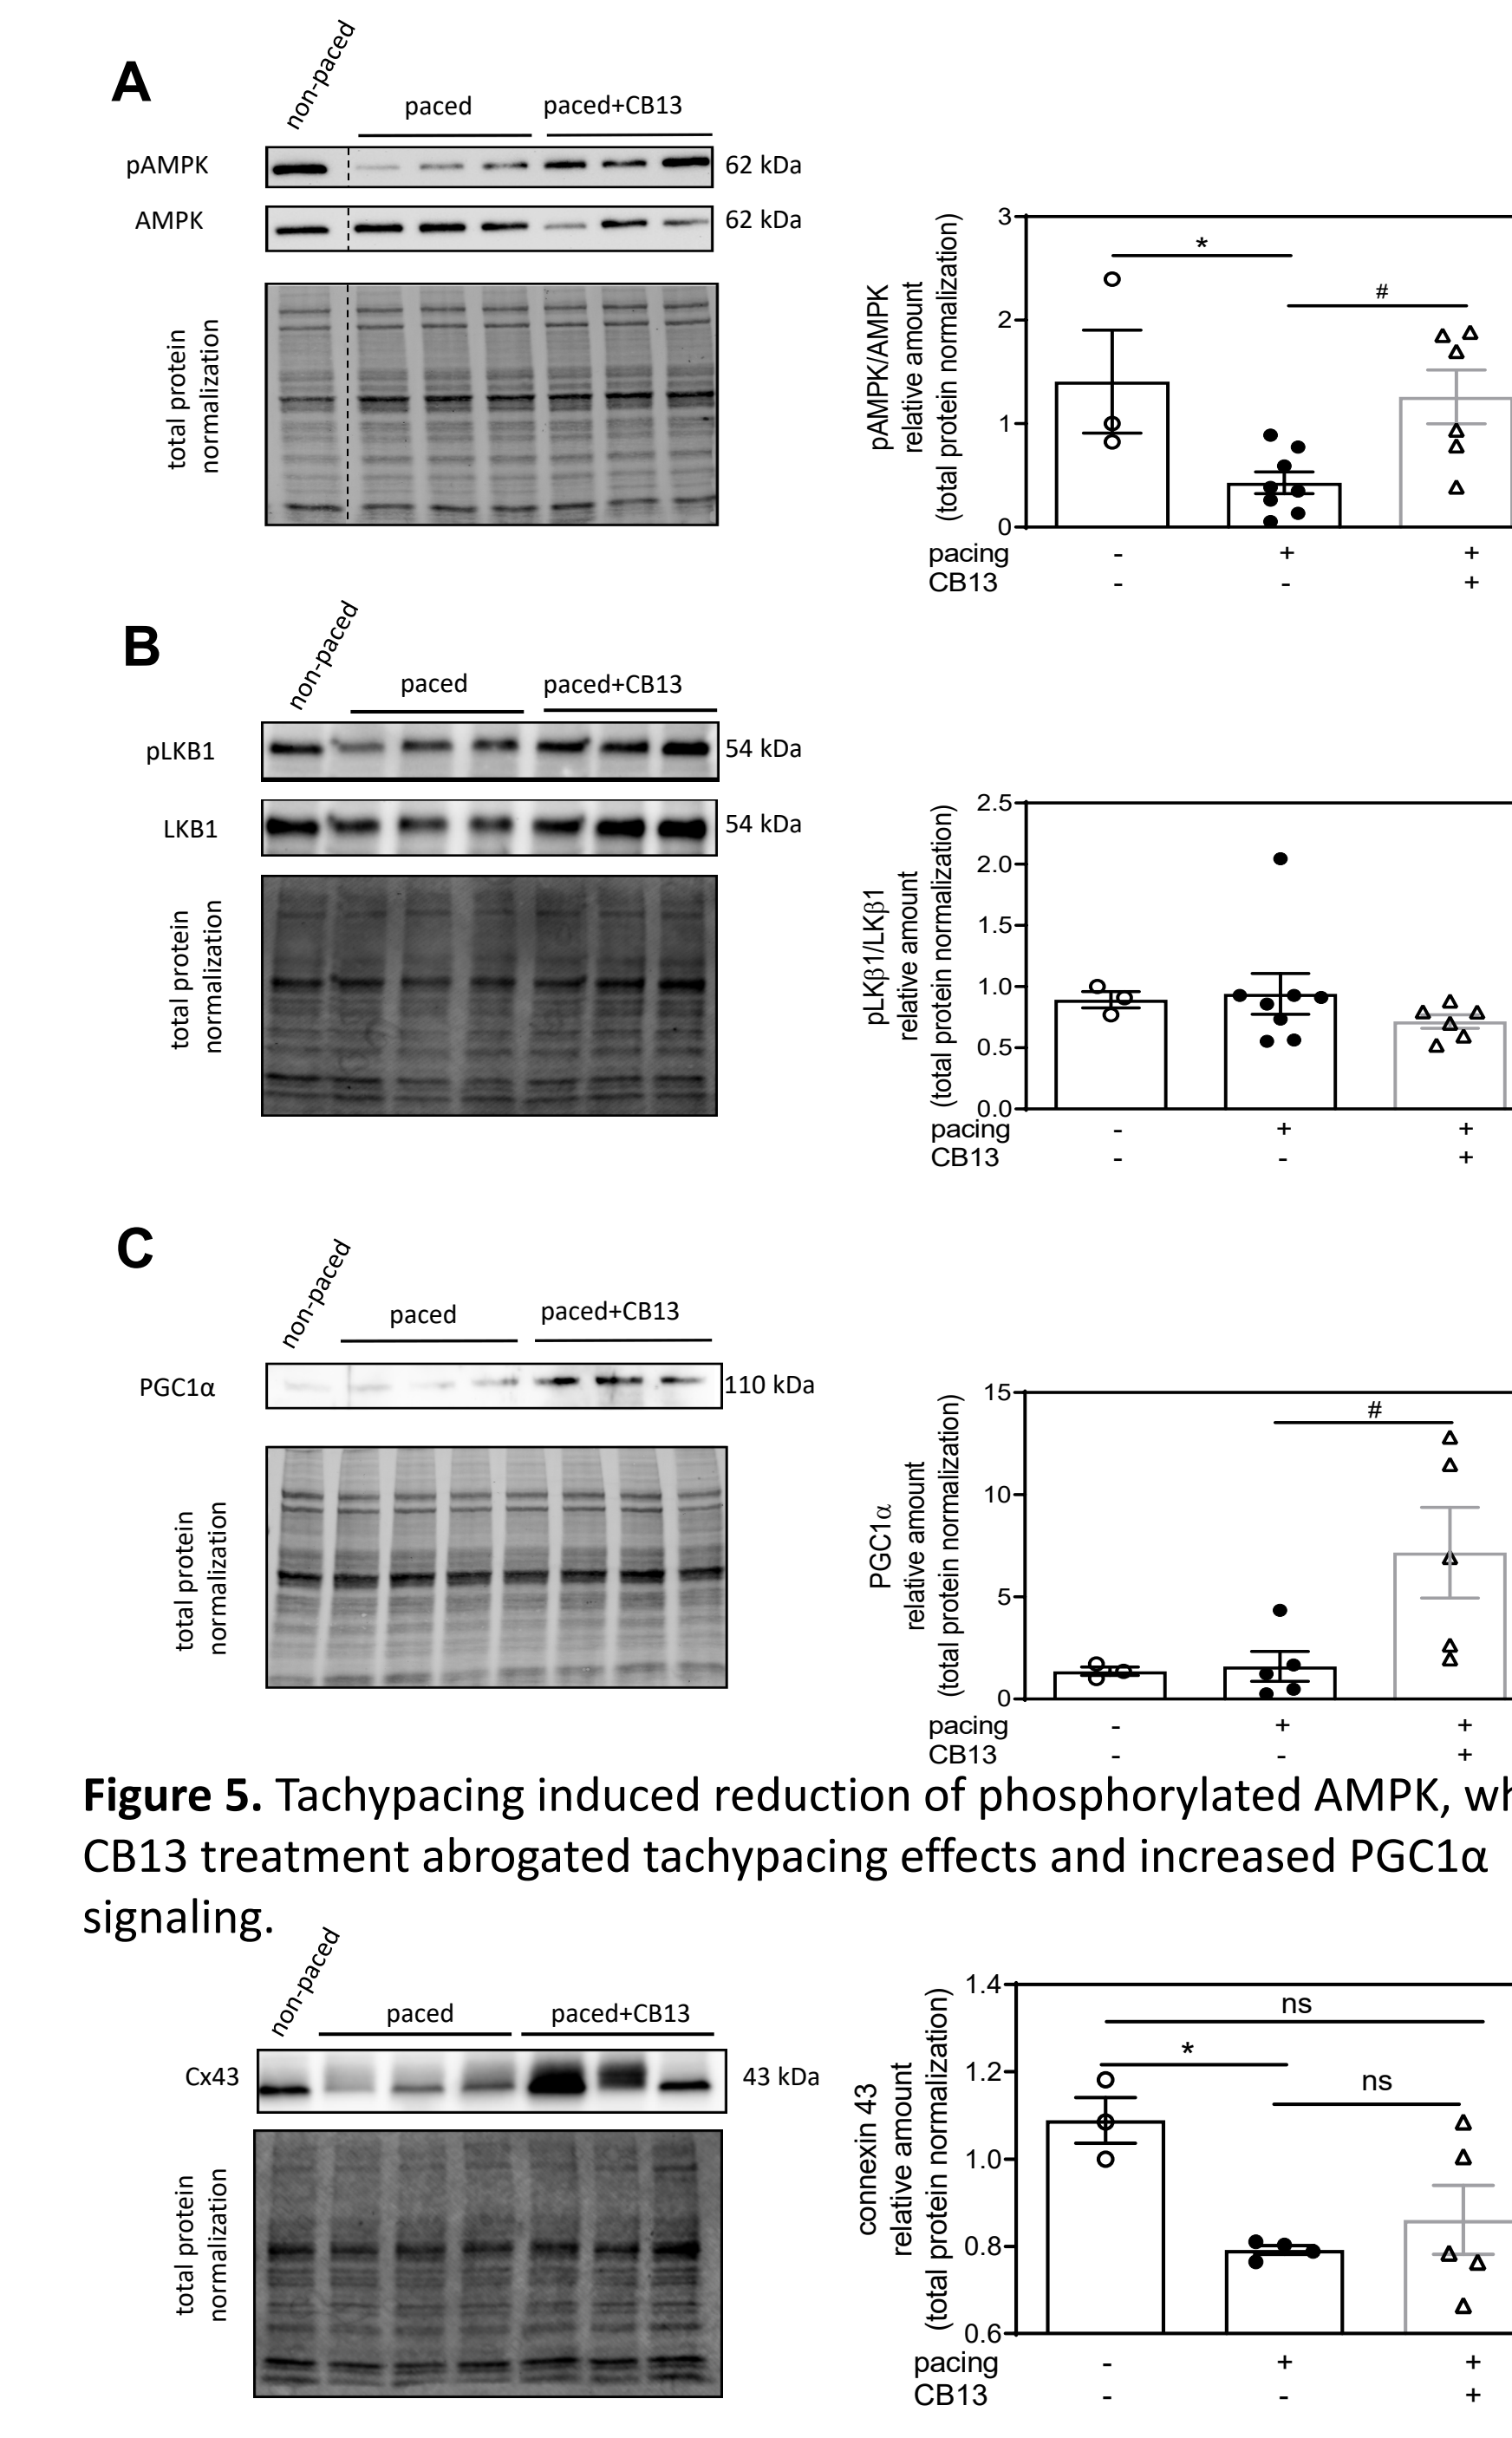 A
non-paced
paced
paced+CB13
pAMPK
62 kDa
AMPK
62 kDa
total protein
normalization
pAMPK/AMPK
relative amount
(total protein normalization)
3
2
1
0
*
#
pacing - + +
CB13 - - +
B
non-paced
paced
paced+CB13
pLKB1
54 kDa
LKB1
54 kDa
total protein
normalization
pLKβ1/LKβ1
relative amount
(total protein normalization)
2.5
2.0
1.5
1.0
0.5
0.0
pacing - + +
CB13 - - +
C
non-paced
paced
paced+CB13
PGC1α
110 kDa
total protein
normalization
PGC1α
relative amount
(total protein normalization)
15
10
5
0
#
pacing - + +
CB13 - - +
Figure 5. Tachypacing induced reduction of phosphorylated AMPK, wh
CB13 treatment abrogated tachypacing effects and increased PGC1α
signaling.
non-paced
paced
paced+CB13
Cx43
43 kDa
total protein
normalization
connexin 43
relative amount
(total protein normalization)
1.4
1.2
1.0
0.8
0.6
ns
*
ns
pacing - + +
CB13 - - +